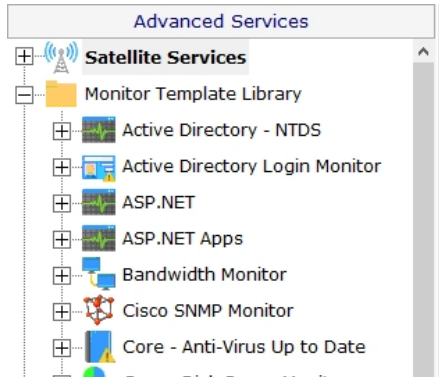 Advanced Services
Satellite Services
Monitor Template Library
Active Directory - NTDS
Active Directory Login Monitor
ASP.NET
ASP.NET Apps
Bandwidth Monitor
Cisco SNMP Monitor
Core - Anti-Virus Up to Date